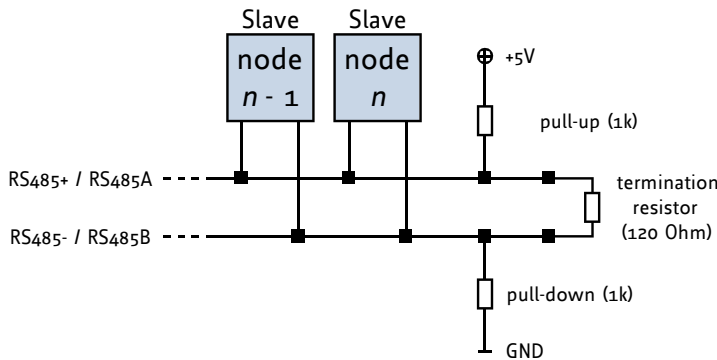 Slave
Slave
node
n - 1
node
n
+5V
pull-up (1k)
RS485+ / RS485A
termination
resistor
(120 Ohm)
RS485- / RS485B
pull-down (1k)
GND